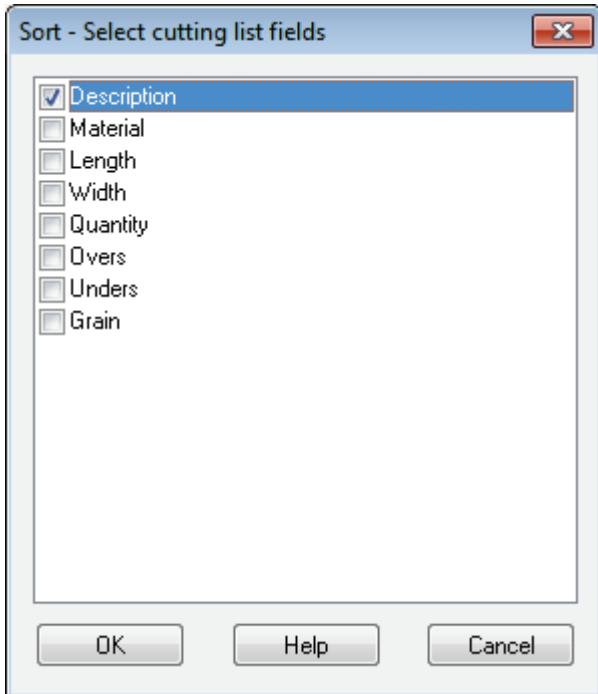 Sort - Select cutting list fields
Description
Material
Length
Width
Quantity
Overs
Unders
Grain
OK Help Cancel